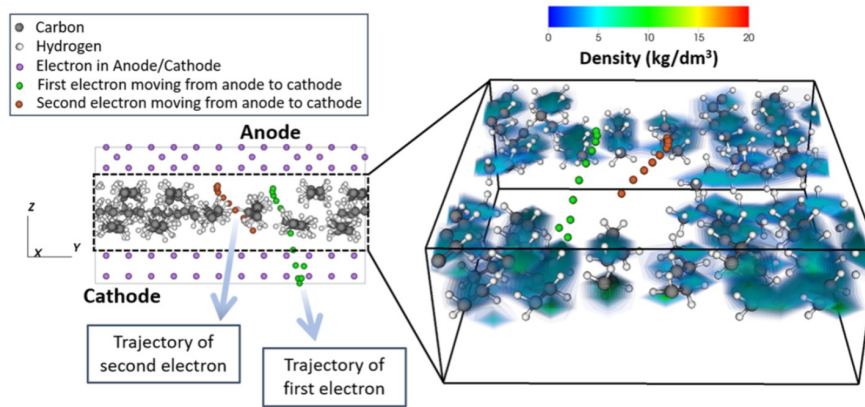 Carbon
Hydrogen
Electron in Anode/Cathode
First electron moving from anode to cathode
Second electron moving from anode to cathode
0 5 10 15 20
Density (kg/dm³)
Anode
Z
X
Y
Cathode
Trajectory of
second electron
Trajectory of
first electron